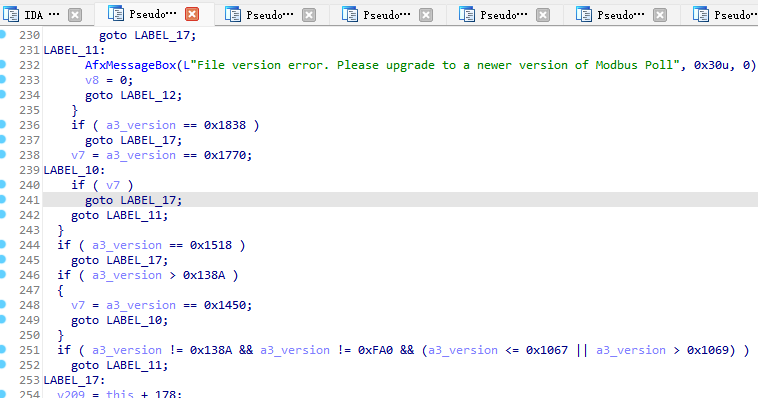 IDA ··· Pseudo··· Pseudo··· Pseudo··· Pseudo··· Pseudo··· Pseudo···
230 goto LABEL_17;
231 LABEL_11:
232 AfxMessageBox(L"File version error. Please upgrade to a newer version of Modbus Poll", 0x30u, 0)
233 v8 = 0;
234 goto LABEL_12;
235 }
236 if ( a3_version == 0x1838 )
237 goto LABEL_17;
238 v7 = a3_version == 0x1770;
239 LABEL_10:
240 if ( v7 )
241 goto LABEL_17;
242 goto LABEL_11;
243 }
244 if ( a3_version == 0x1518 )
245 goto LABEL_17;
246 if ( a3_version > 0x138A )
247 {
248 v7 = a3_version == 0x1450;
249 goto LABEL_10;
250 }
251 if ( a3_version != 0x138A && a3_version != 0xFA0 && (a3_version <= 0x1067 || a3_version > 0x1069) )
252 goto LABEL_11;
253 LABEL_17:
254 v209 = this + 178;